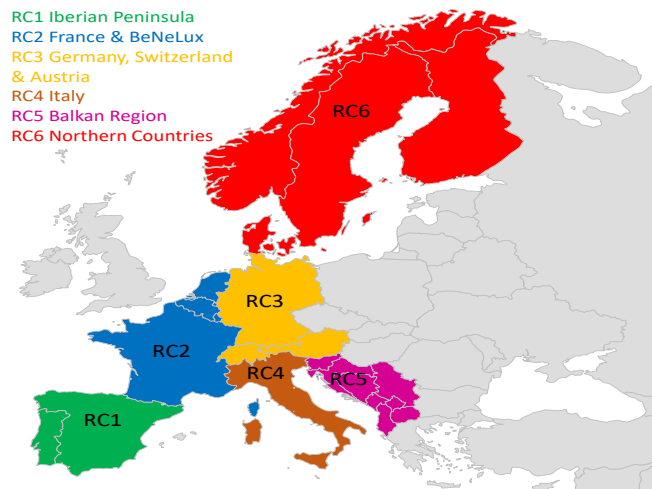 RC1 Iberian Peninsula
RC2 France & BeNeLux
RC3 Germany, Switzerland
& Austria
RC4 Italy
RC5 Balkan Region
RC6 Northern Countries
RC6
RC3
RC2
RC4
RC5
RC1